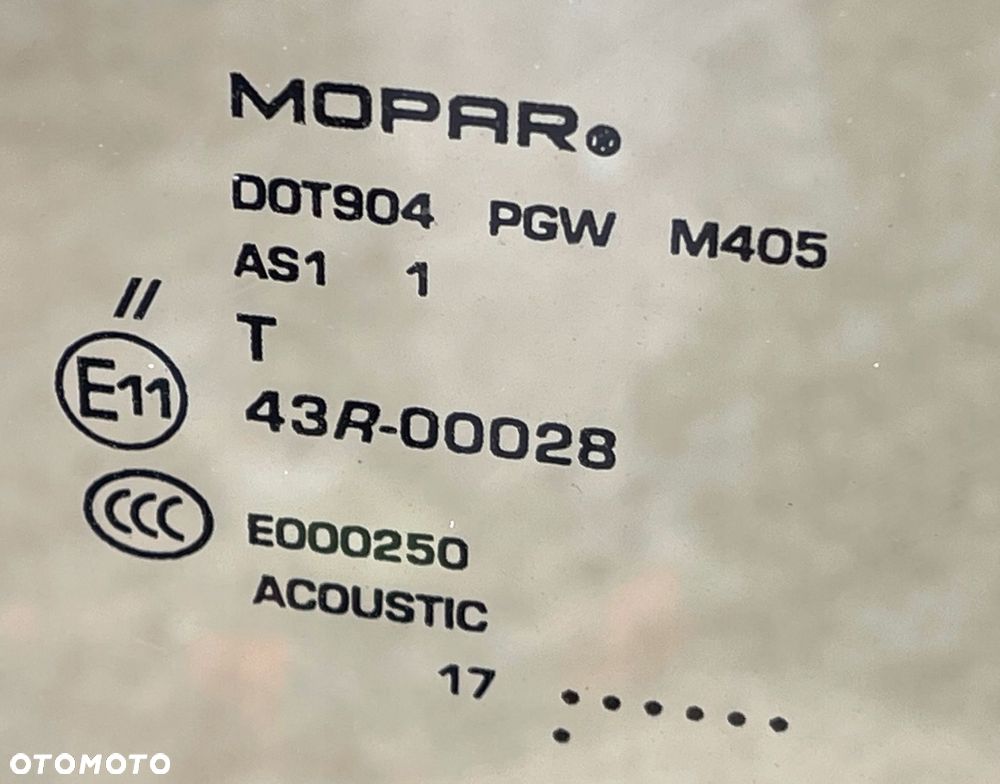 MOPAR
DOT904 PGW M405
AS1 1
//
T
E11
43R-00028
CCC
E000250
ACOUSTIC
17
OTOMOTO